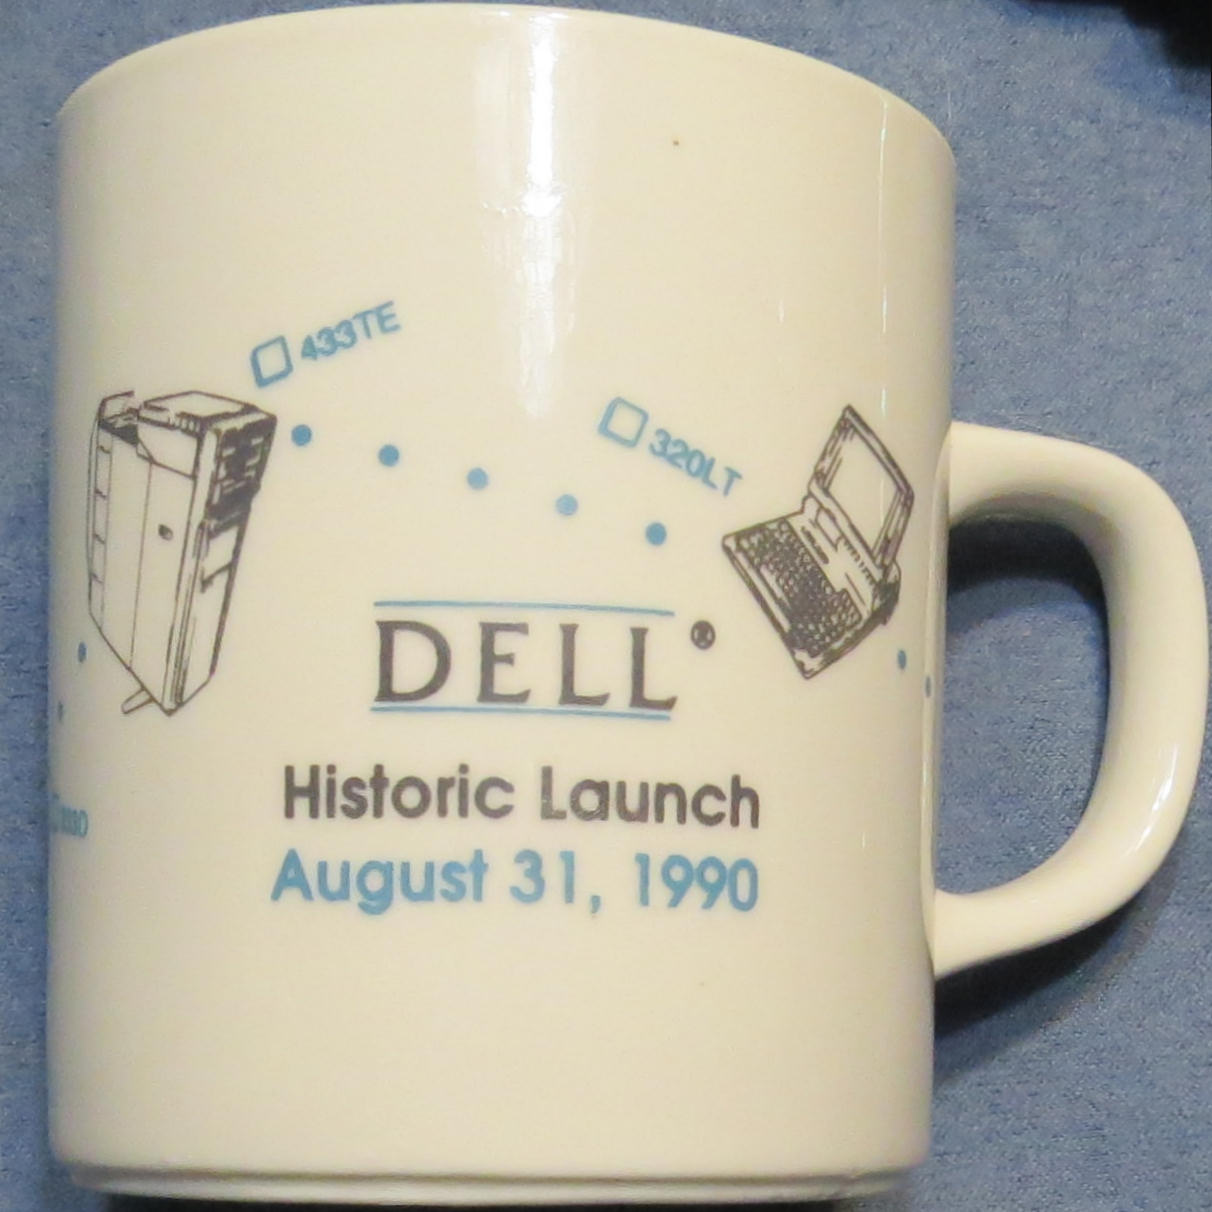 433TE
320LT
DELL®
Historic Launch
August 31, 1990